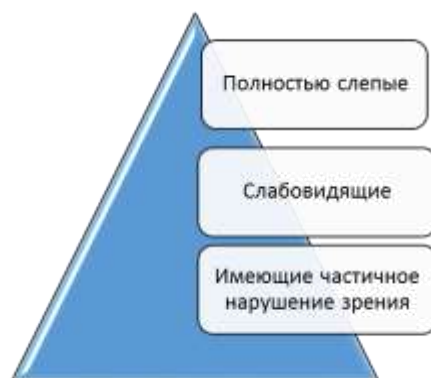 Полностью слепые
Слабовидящие
Имеющие частичное
нарушение зрения